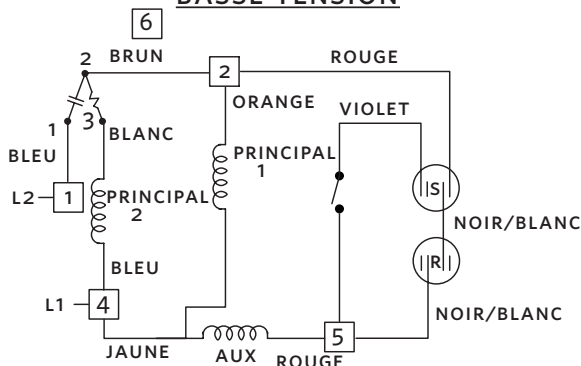 BASSE TENSION
6
2
BRUN
2
ROUGE
ORANGE
VIOLET
1
3
BLANC
BLEU
PRINCIPAL
1
L2
1
PRINCIPAL
2
S
NOIR/BLANC
R
BLEU
L1
4
NOIR/BLANC
5
JAUNE
AUX
ROUGE